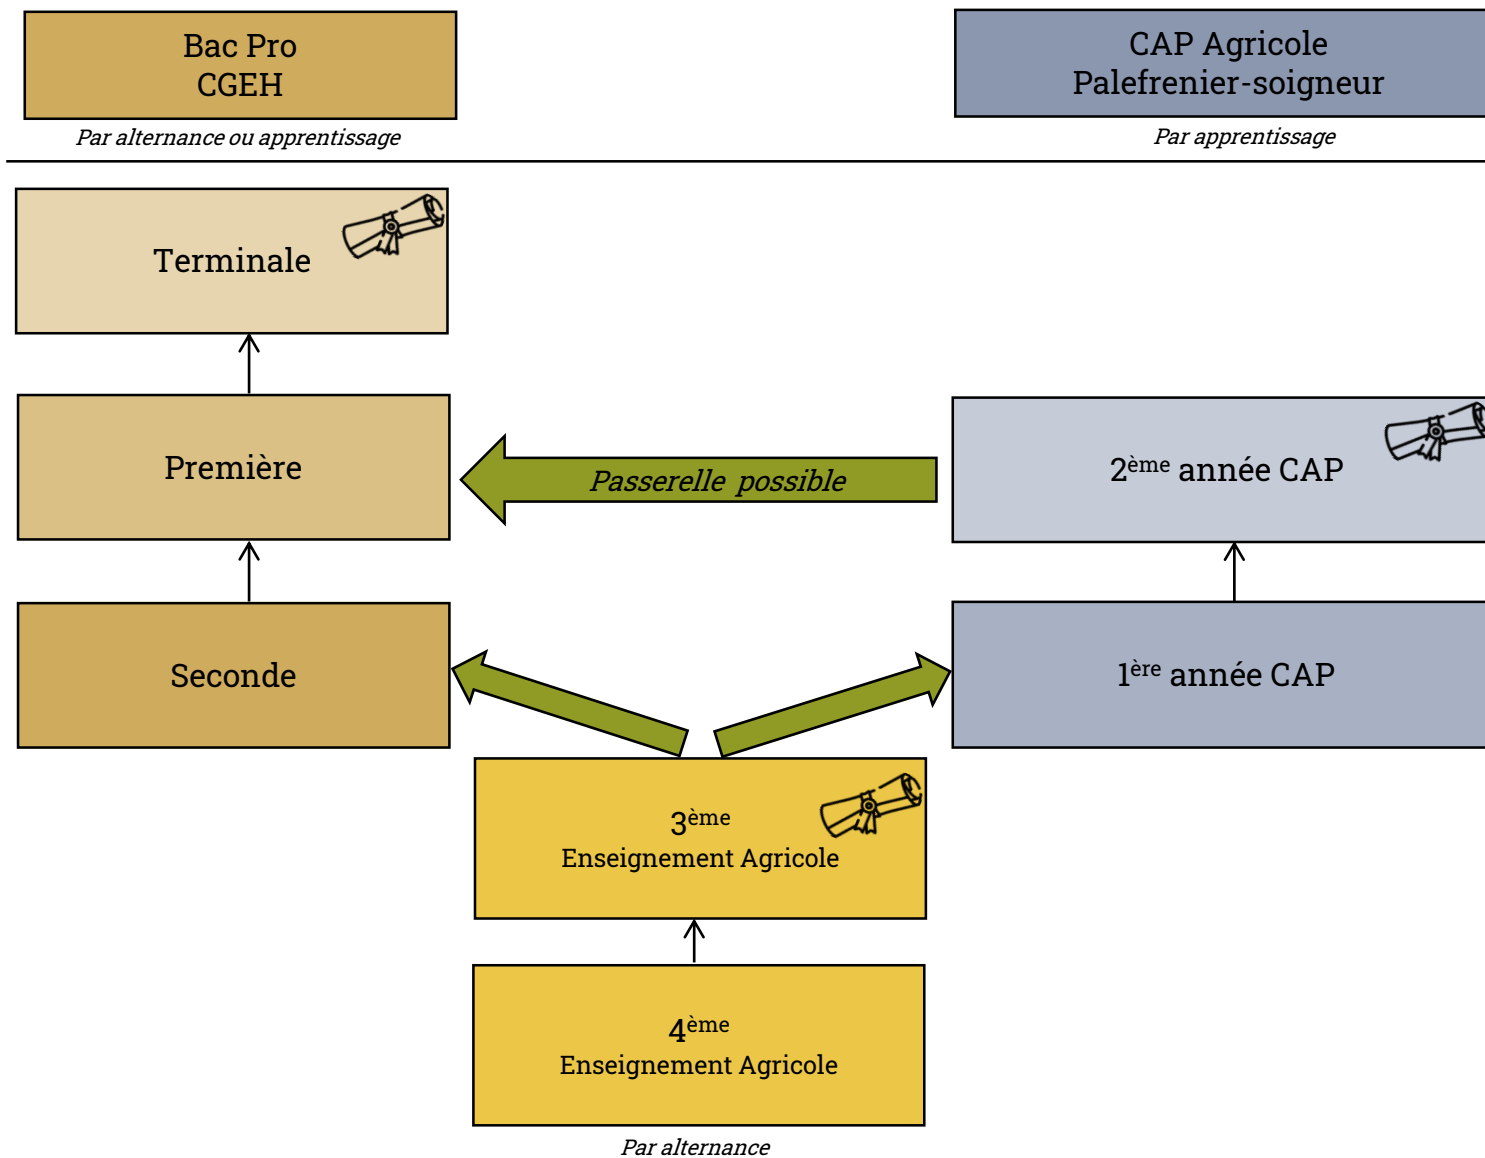 Bac Pro
CGEH
Par alternance ou apprentissage
CAP Agricole
Palefrenier-soigneur
Par apprentissage
Terminale
Première
Passerelle possible
2ème année CAP
Seconde
1ère année CAP
3ème
Enseignement Agricole
4ème
Enseignement Agricole
Par alternance